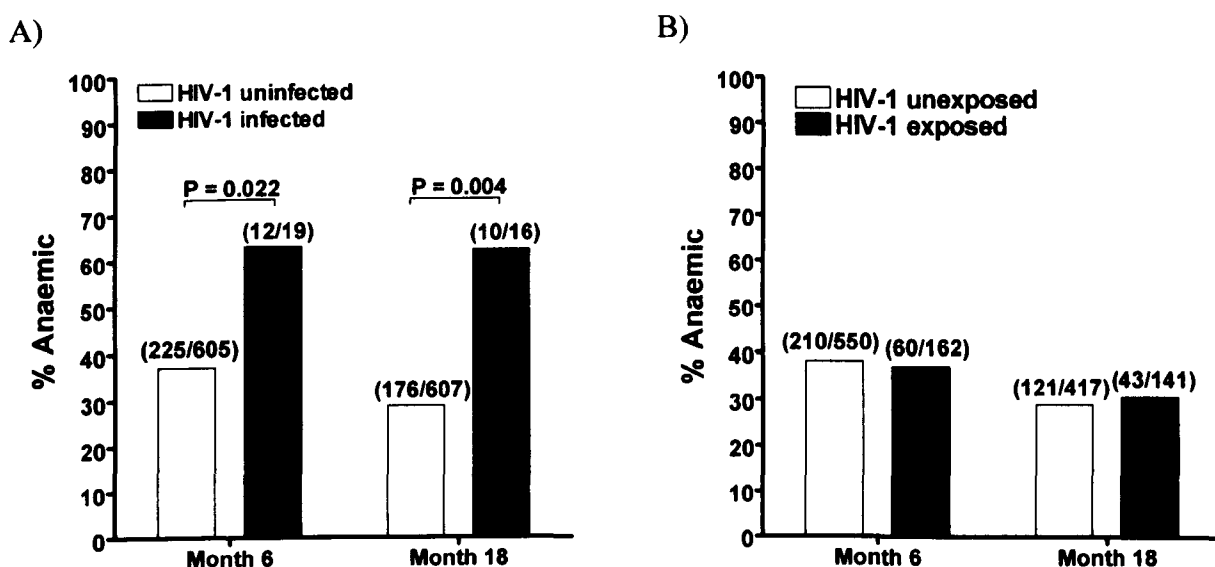 A)
100
90
80
70
60
50
40
30
20
10
0
% Anaemic
HIV-1 uninfected
HIV-1 infected
P = 0.022
P = 0.004
(12/19)
(10/16)
(225/605)
(176/607)
Month 6
Month 18
B)
100
90
80
70
60
50
40
30
20
10
0
% Anaemic
HIV-1 unexposed
HIV-1 exposed
(210/550)
(60/162)
(121/417)
(43/141)
Month 6
Month 18